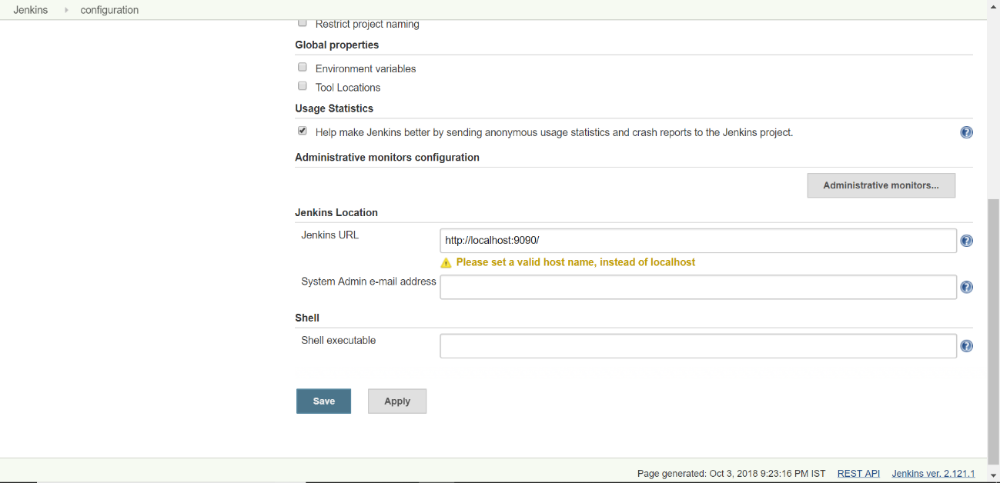 Jenkins configuration
Restrict project naming
Global properties
Environment variables
Tool Locations
Usage Statistics
Help make Jenkins better by sending anonymous usage statistics and crash reports to the Jenkins project.
Administrative monitors configuration
Administrative monitors...
Jenkins Location
Jenkins URL http://localhost:9090/
Please set a valid host name, instead of localhost
System Admin e-mail address
Shell
Shell executable
Save Apply
Page generated: Oct 3, 2018 9:23:16 PM IST REST API Jenkins ver. 2.121.1